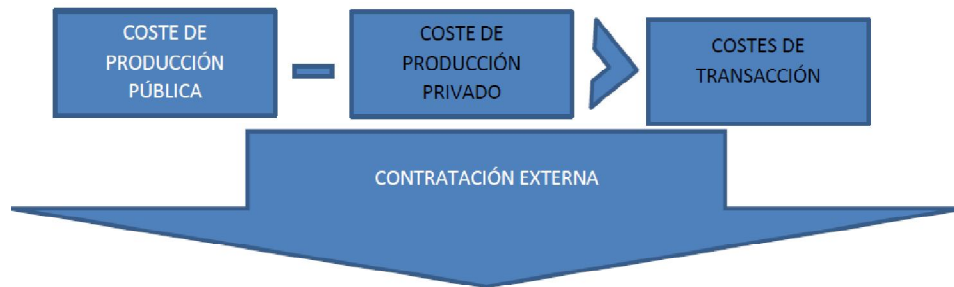 COSTE DE
PRODUCCIÓN
PÚBLICA
COSTE DE
PRODUCCIÓN
PRIVADO
COSTES DE
TRANSACCIÓN
CONTRATACIÓN EXTERNA